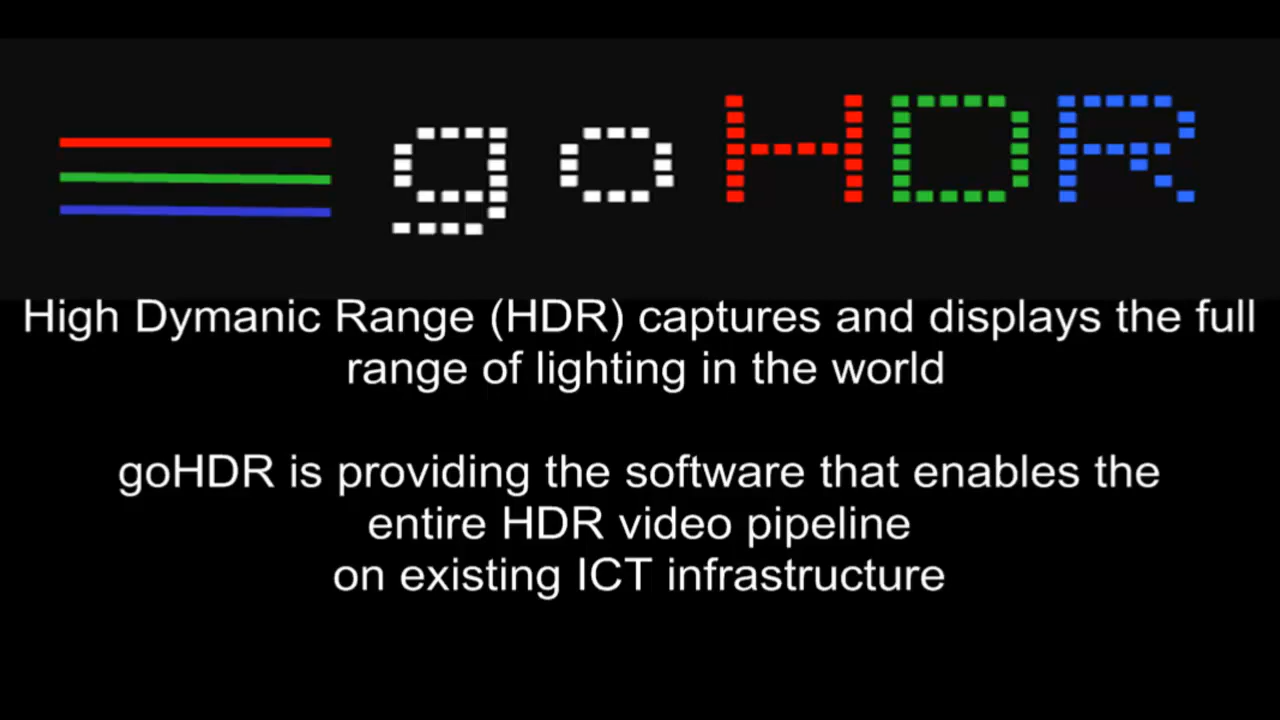 goHDR
High Dymanic Range (HDR) captures and displays the full
range of lighting in the world
goHDR is providing the software that enables the
entire HDR video pipeline
on existing ICT infrastructure